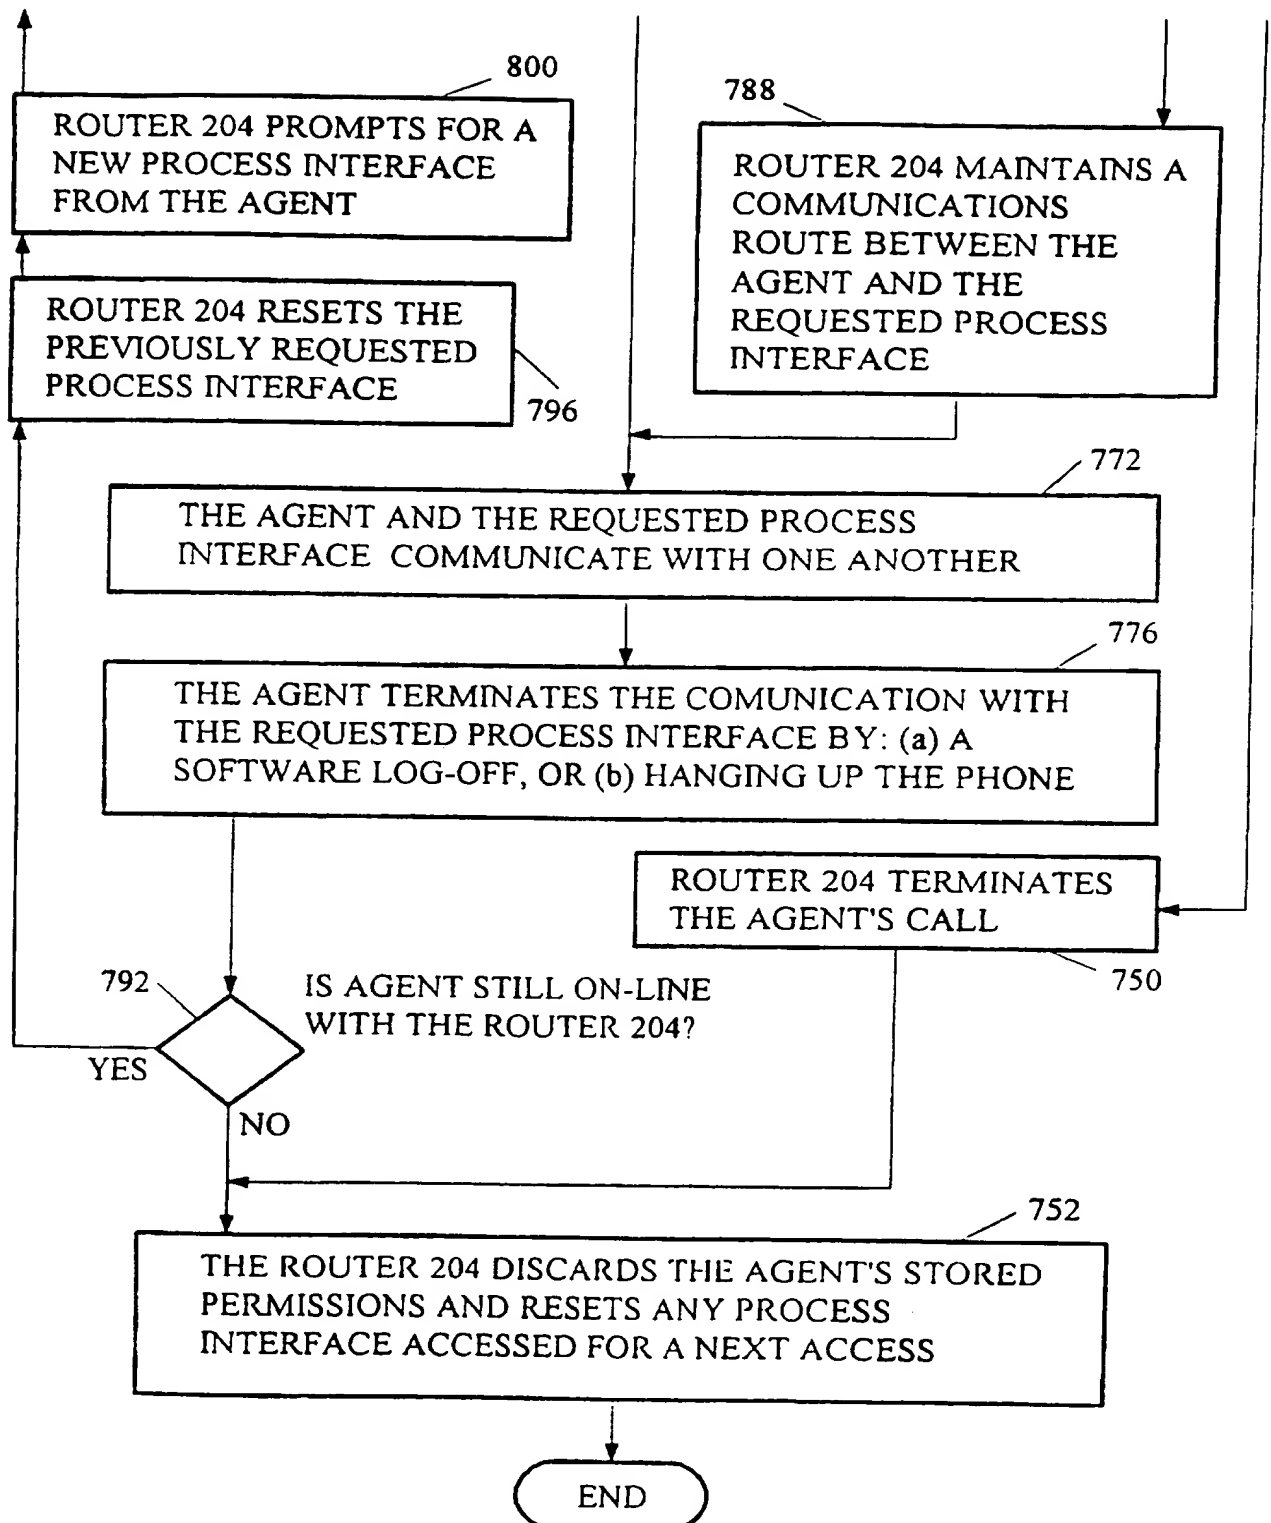 800
ROUTER 204 PROMPTS FOR A
NEW PROCESS INTERFACE
FROM THE AGENT
788
ROUTER 204 MAINTAINS A
COMMUNICATIONS
ROUTE BETWEEN THE
AGENT AND THE
REQUESTED PROCESS
INTERFACE
ROUTER 204 RESETS THE
PREVIOUSLY REQUESTED
PROCESS INTERFACE
796
772
THE AGENT AND THE REQUESTED PROCESS
INTERFACE COMMUNICATE WITH ONE ANOTHER
776
THE AGENT TERMINATES THE COMUNICATION WITH
THE REQUESTED PROCESS INTERFACE BY: (a) A
SOFTWARE LOG-OFF, OR (b) HANGING UP THE PHONE
ROUTER 204 TERMINATES
THE AGENT'S CALL
750
792
IS AGENT STILL ON-LINE
WITH THE ROUTER 204?
YES
NO
752
THE ROUTER 204 DISCARDS THE AGENT'S STORED
PERMISSIONS AND RESETS ANY PROCESS
INTERFACE ACCESSED FOR A NEXT ACCESS
END